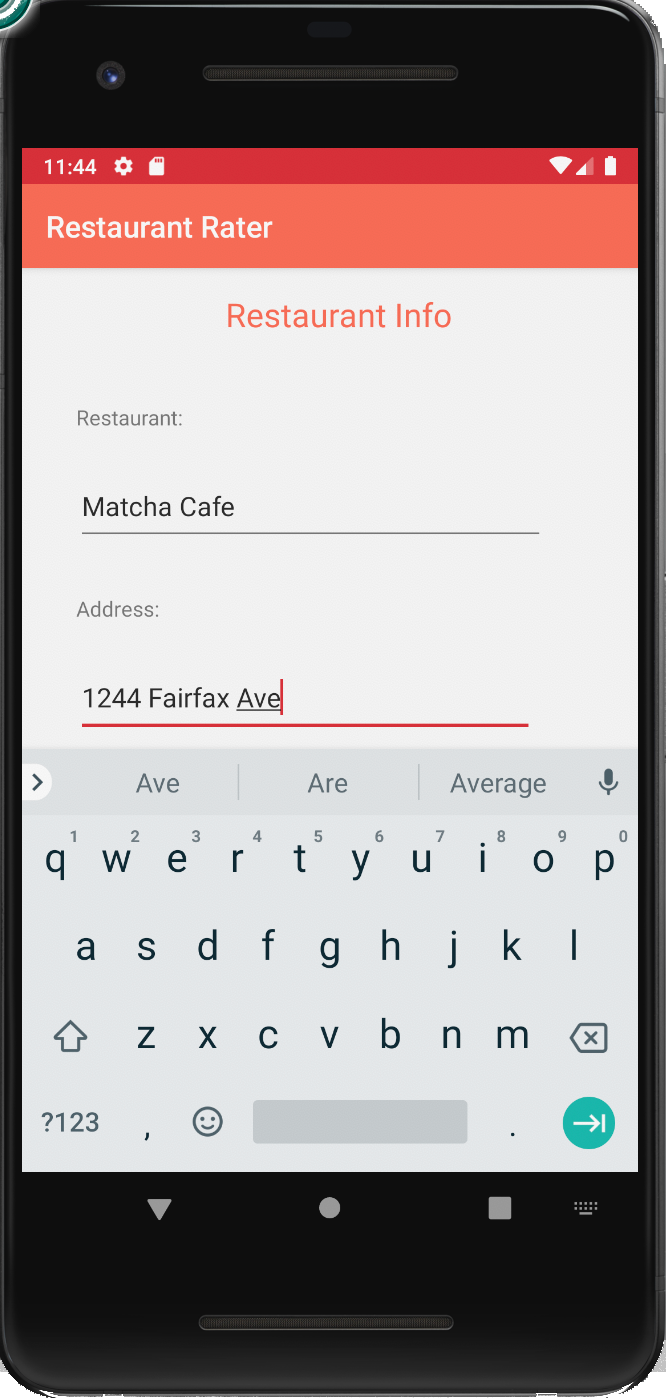 11:44
Restaurant Rater
Restaurant Info
Restaurant:
Matcha Cafe
Address:
1244 Fairfax Ave
Ave Are Average
1 2 3 4 5 6 7 8 9 0
q w e r t y u i o p
a s d f g h j k l
z x c v b n m
?123 , .